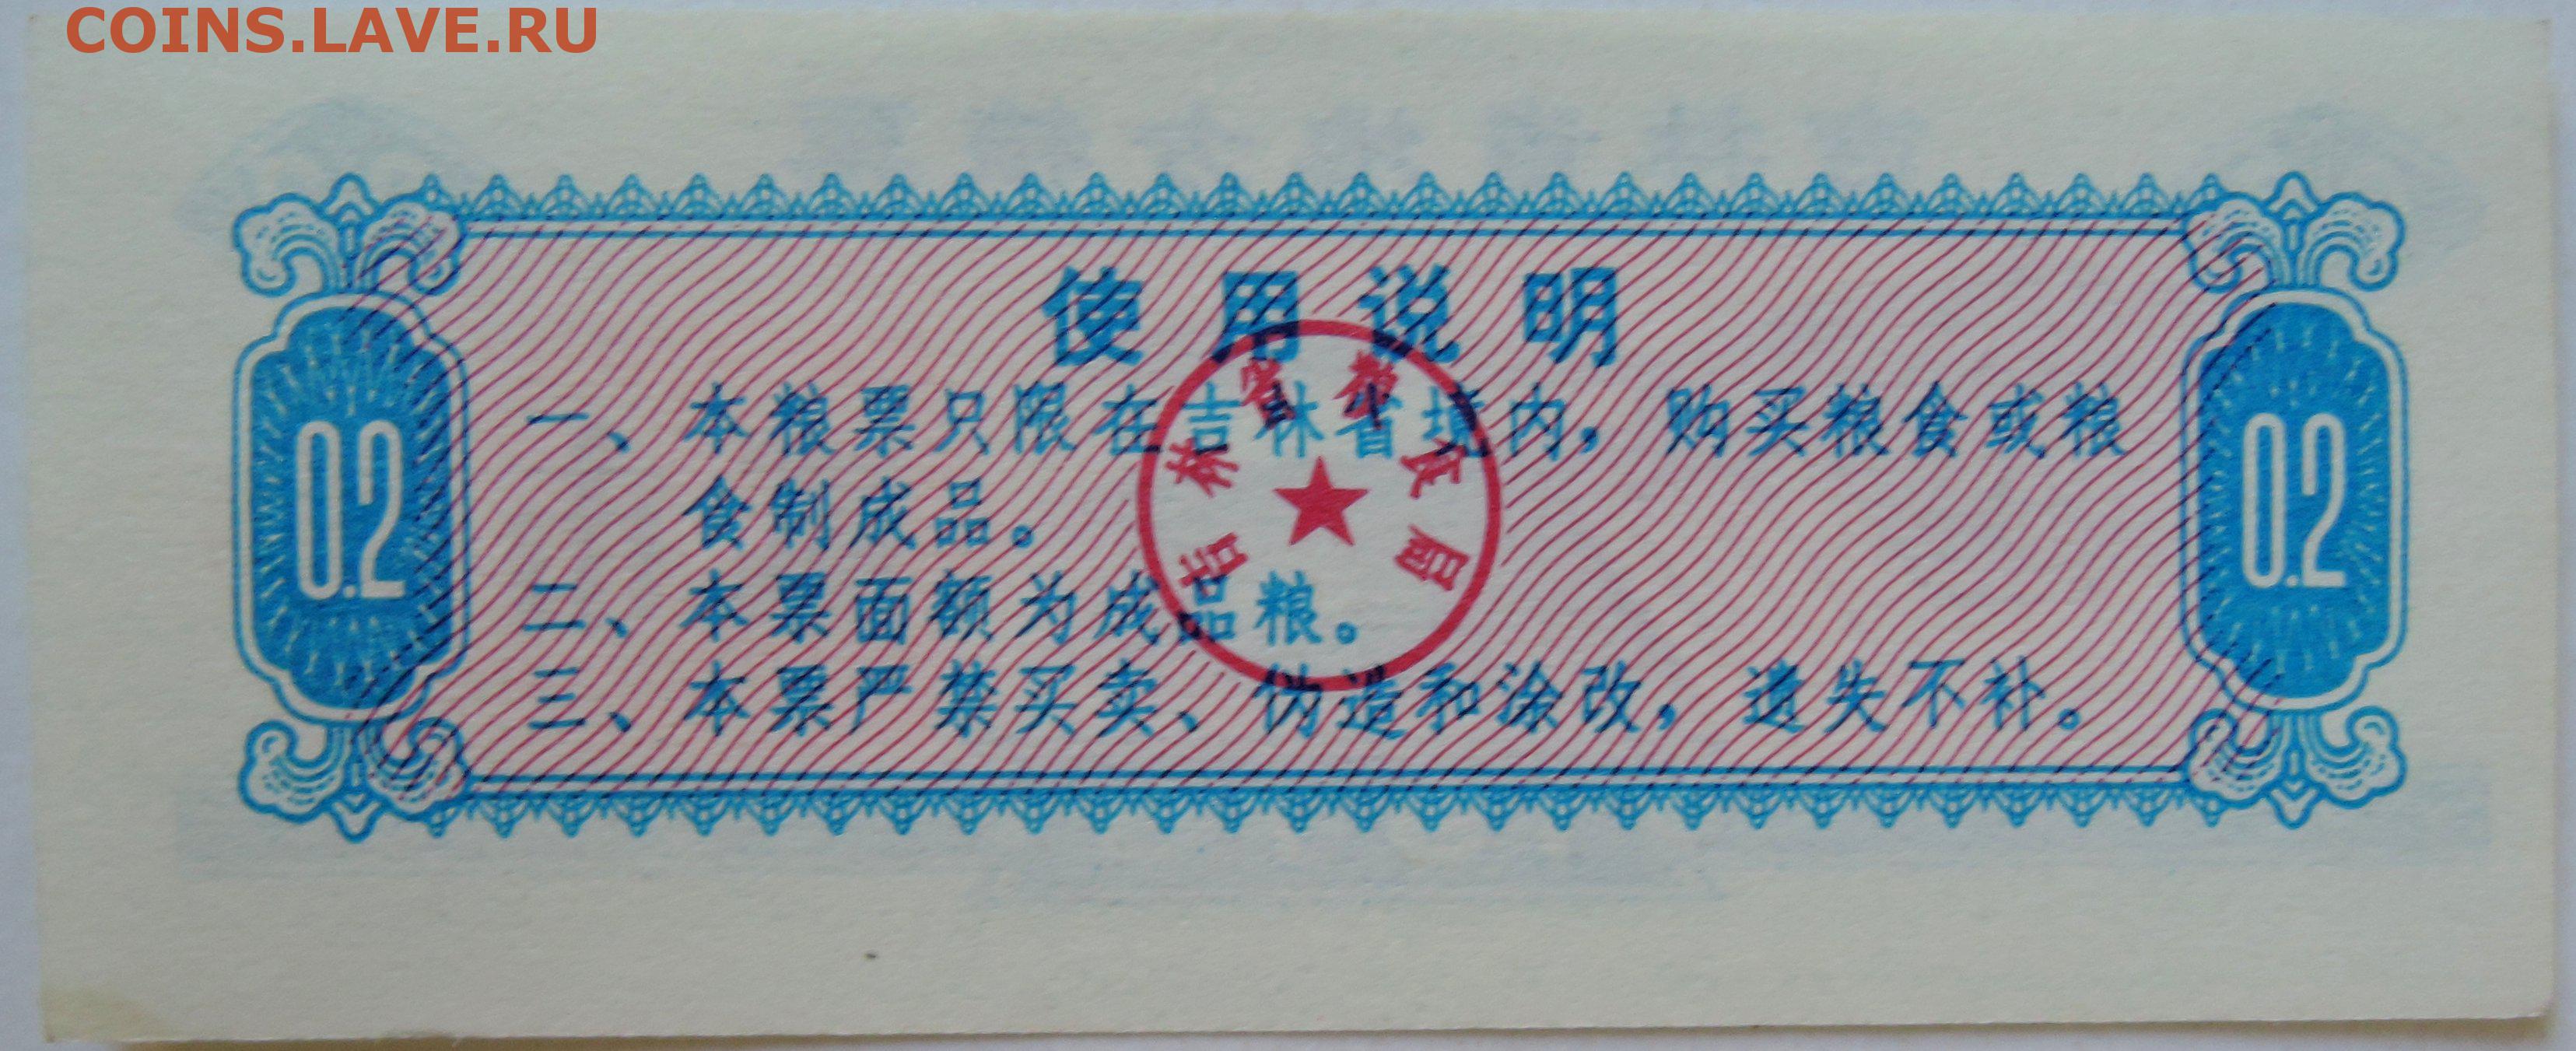 COINS.LAVE.RU
使用说明
一、本粮票只限在吉林省境内，购买粮食或粮
食制成品。
二、本票面额为成品粮。
三、本票严禁买卖、伪造和涂改，遗失不补。
0.2
0.2
吉林省粮食局